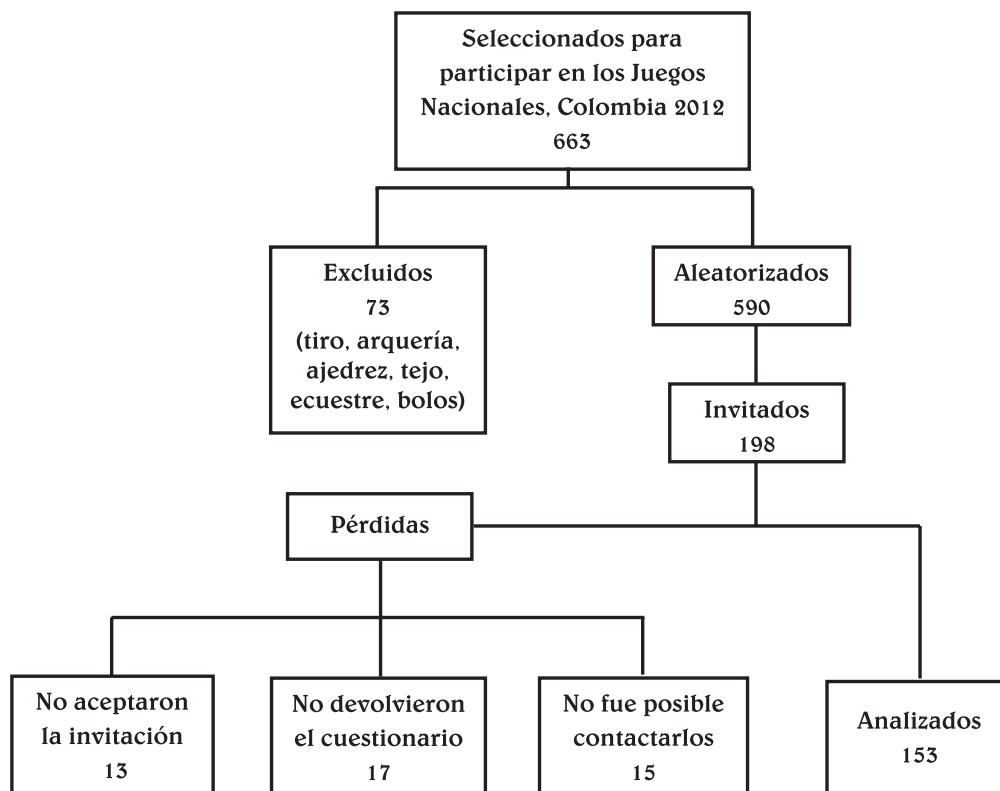 Seleccionados para
participar en los Juegos
Nacionales, Colombia 2012
663
Excluidos
73
(tiro, arquería,
ajedrez, tejo,
ecuestre, bolos)
Aleatorizados
590
Invitados
198
Pérdidas
No aceptaron
la invitación
13
No devolvieron
el cuestionario
17
No fue posible
contactarlos
15
Analizados
153